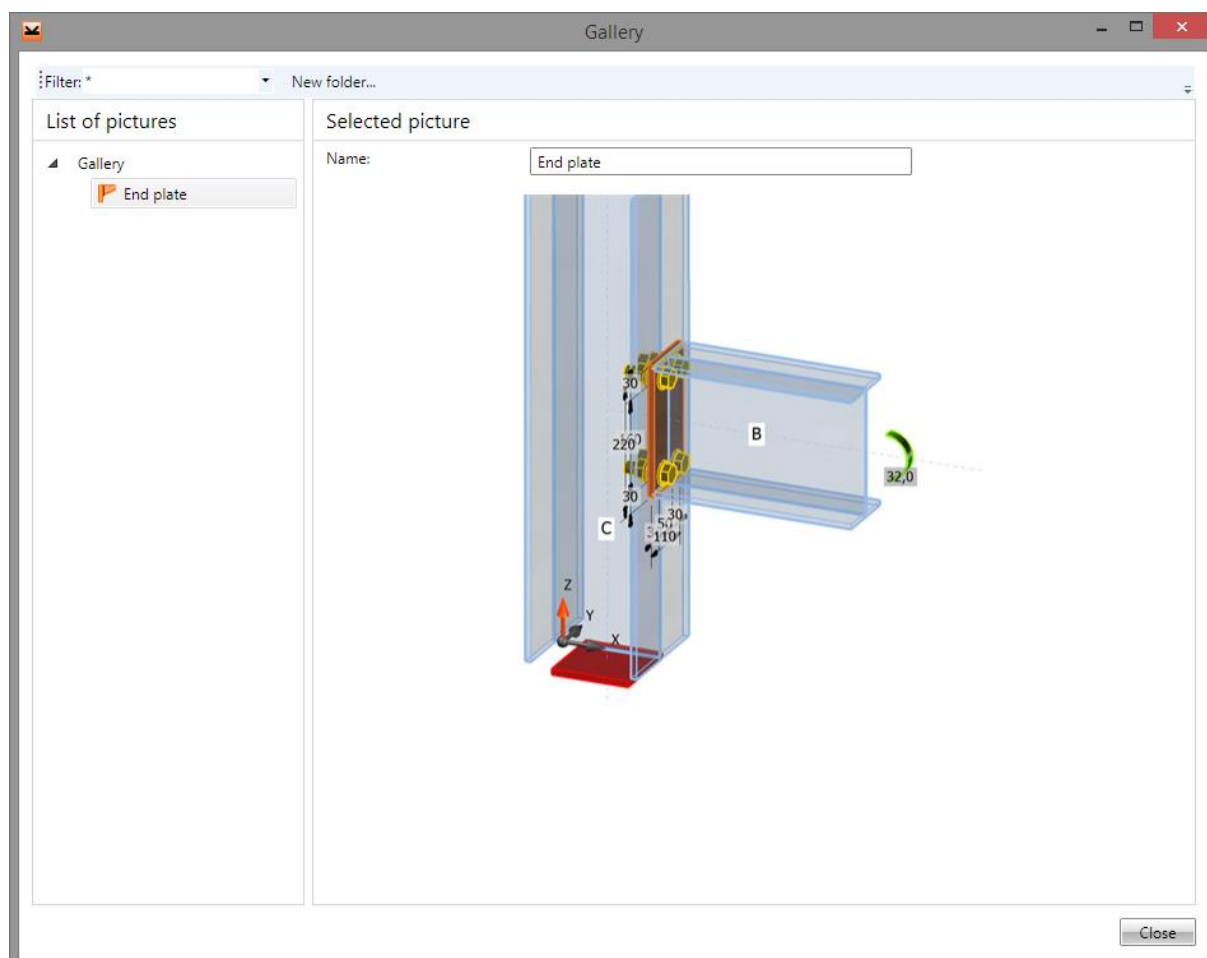 Gallery
Filter: *
New folder...
List of pictures
Selected picture
Gallery
End plate
Name:
End plate
30
220
B
32,0
30
C
30
50
110
Z
Y
X
Close